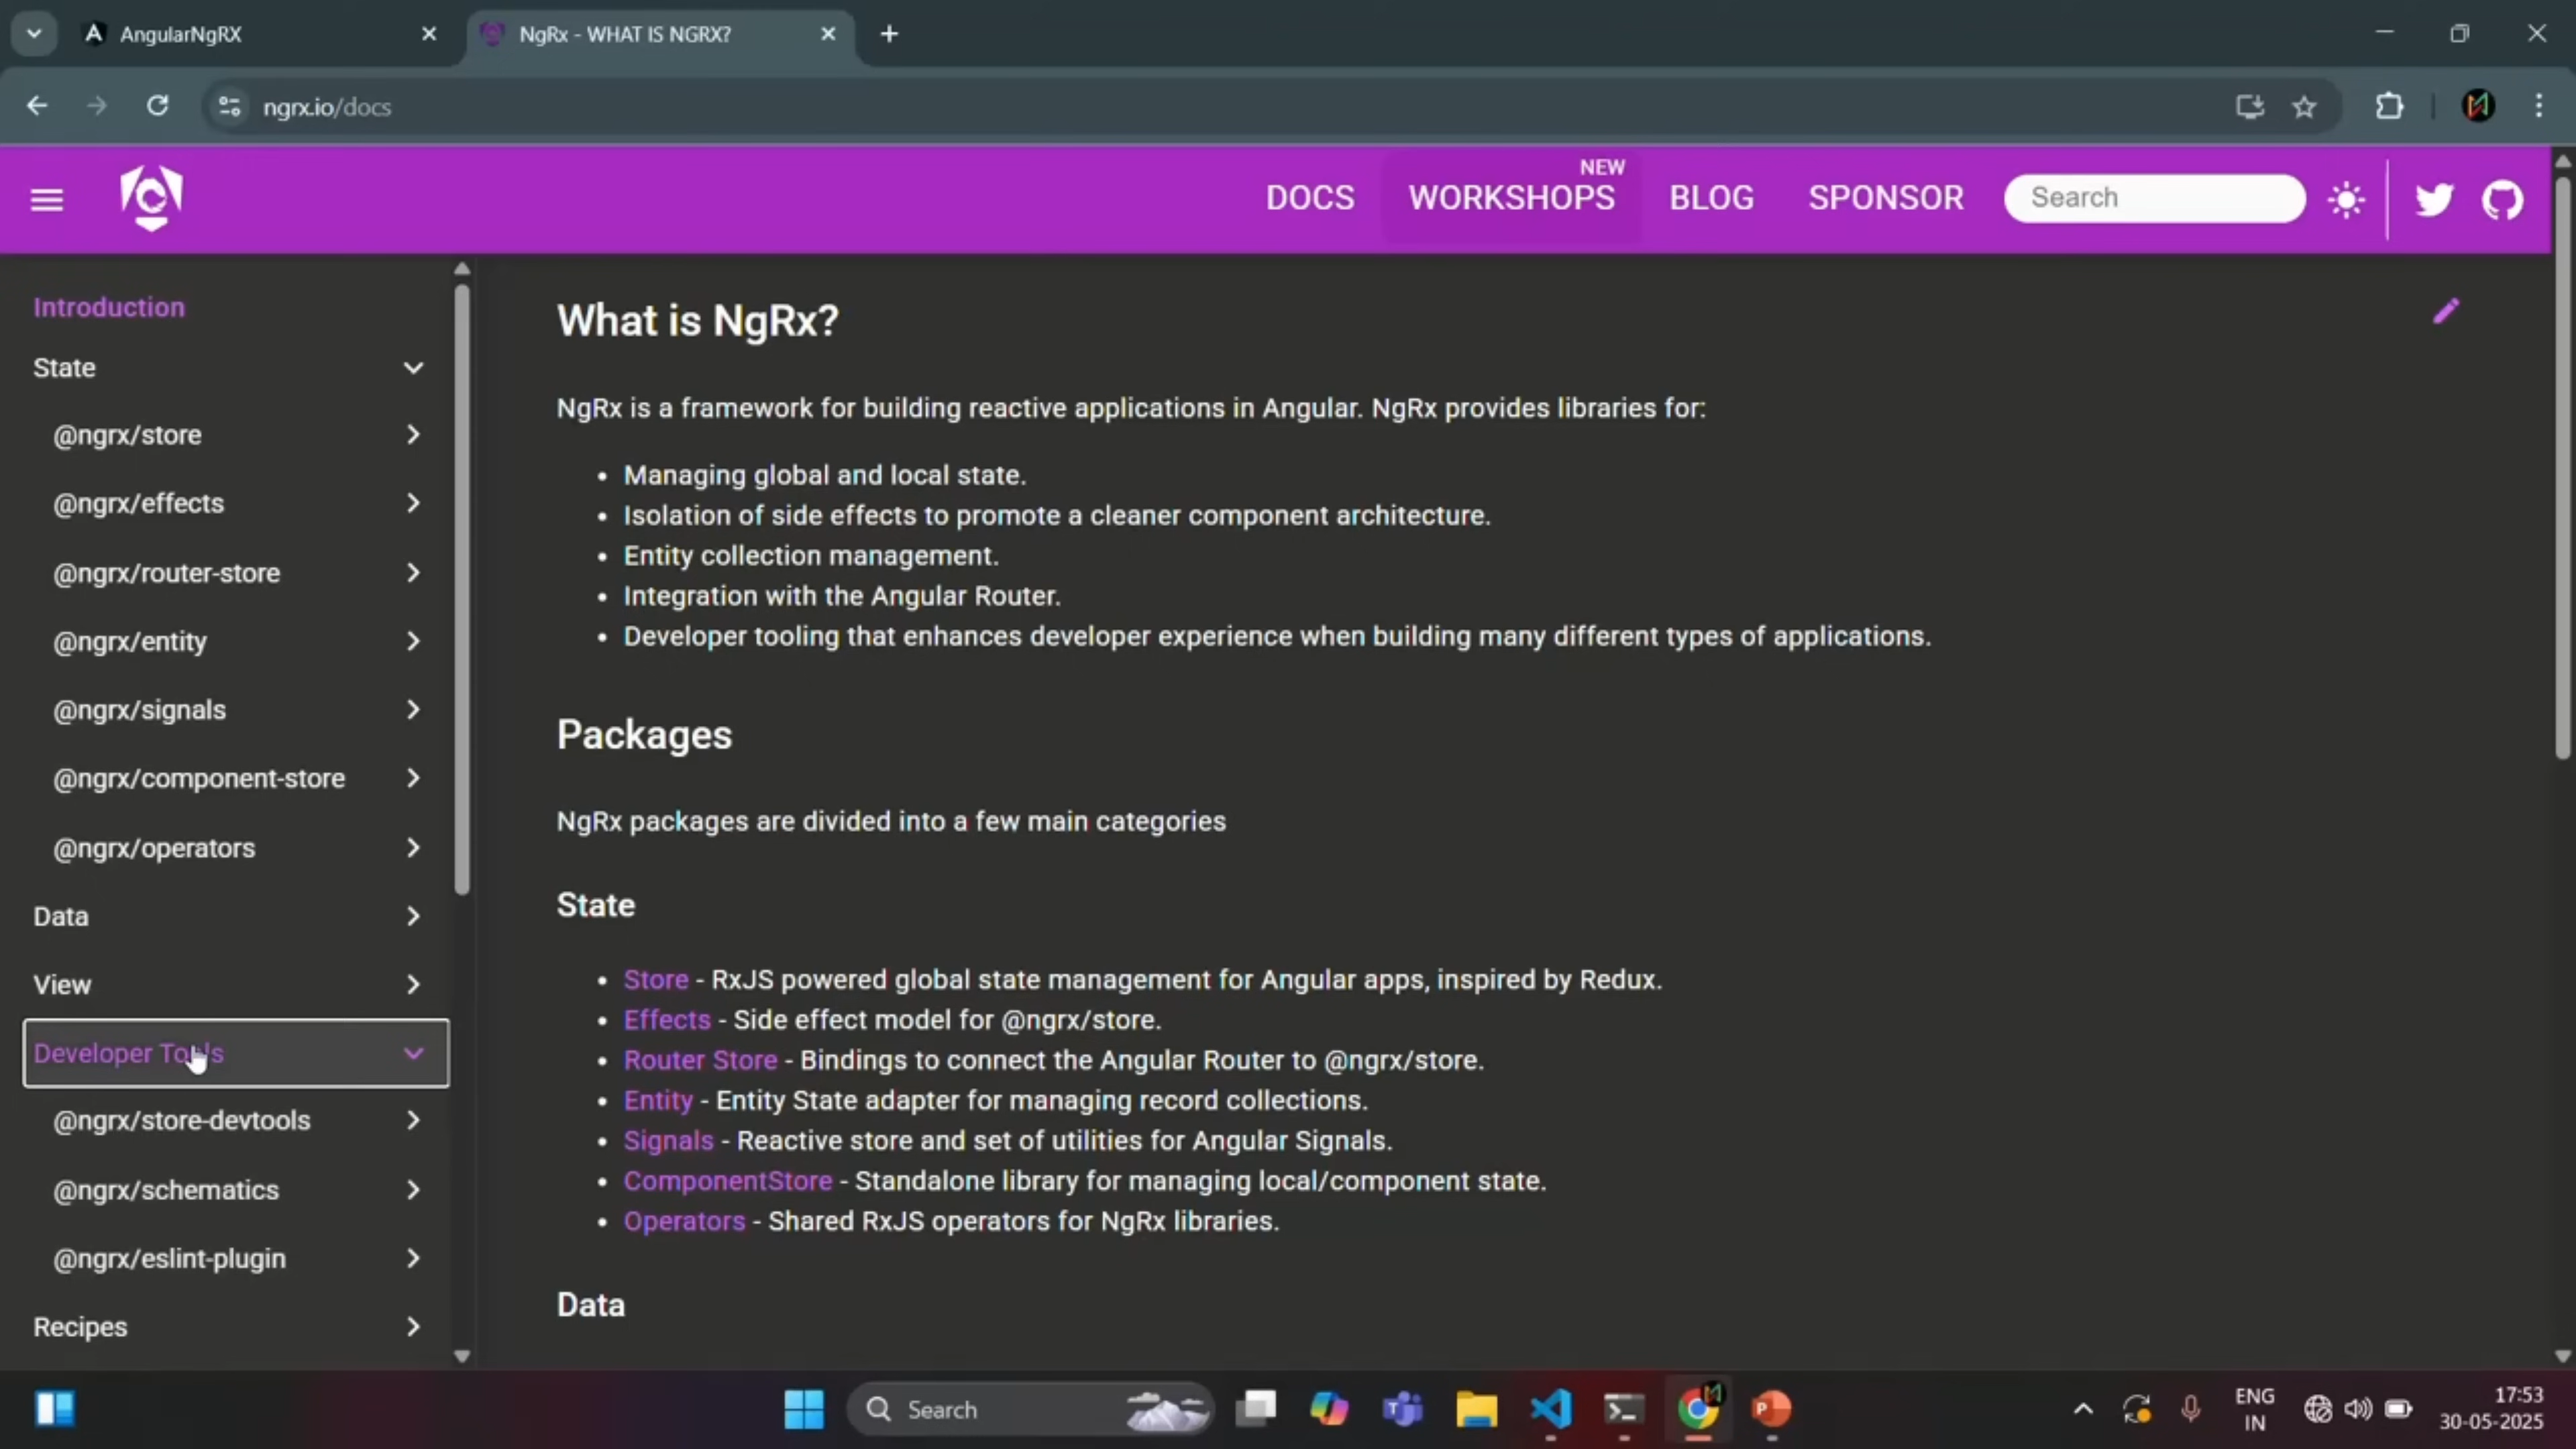 AngularNgRX
NgRx - WHAT IS NGRX?
ngrx.io/docs
DOCS
WORKSHOPS
NEW
BLOG
SPONSOR
Search
Introduction
State
@ngrx/store
@ngrx/effects
@ngrx/router-store
@ngrx/entity
@ngrx/signals
@ngrx/component-store
@ngrx/operators
Data
View
Developer Tools
@ngrx/store-devtools
@ngrx/schematics
@ngrx/eslint-plugin
Recipes
What is NgRx?
NgRx is a framework for building reactive applications in Angular. NgRx provides libraries for:
• Managing global and local state.
• Isolation of side effects to promote a cleaner component architecture.
• Entity collection management.
• Integration with the Angular Router.
• Developer tooling that enhances developer experience when building many different types of applications.
Packages
NgRx packages are divided into a few main categories
State
• Store - RxJS powered global state management for Angular apps, inspired by Redux.
• Effects - Side effect model for @ngrx/store.
• Router Store - Bindings to connect the Angular Router to @ngrx/store.
• Entity - Entity State adapter for managing record collections.
• Signals - Reactive store and set of utilities for Angular Signals.
• ComponentStore - Standalone library for managing local/component state.
• Operators - Shared RxJS operators for NgRx libraries.
Data
Search
ENG
IN
17:53
30-05-2025